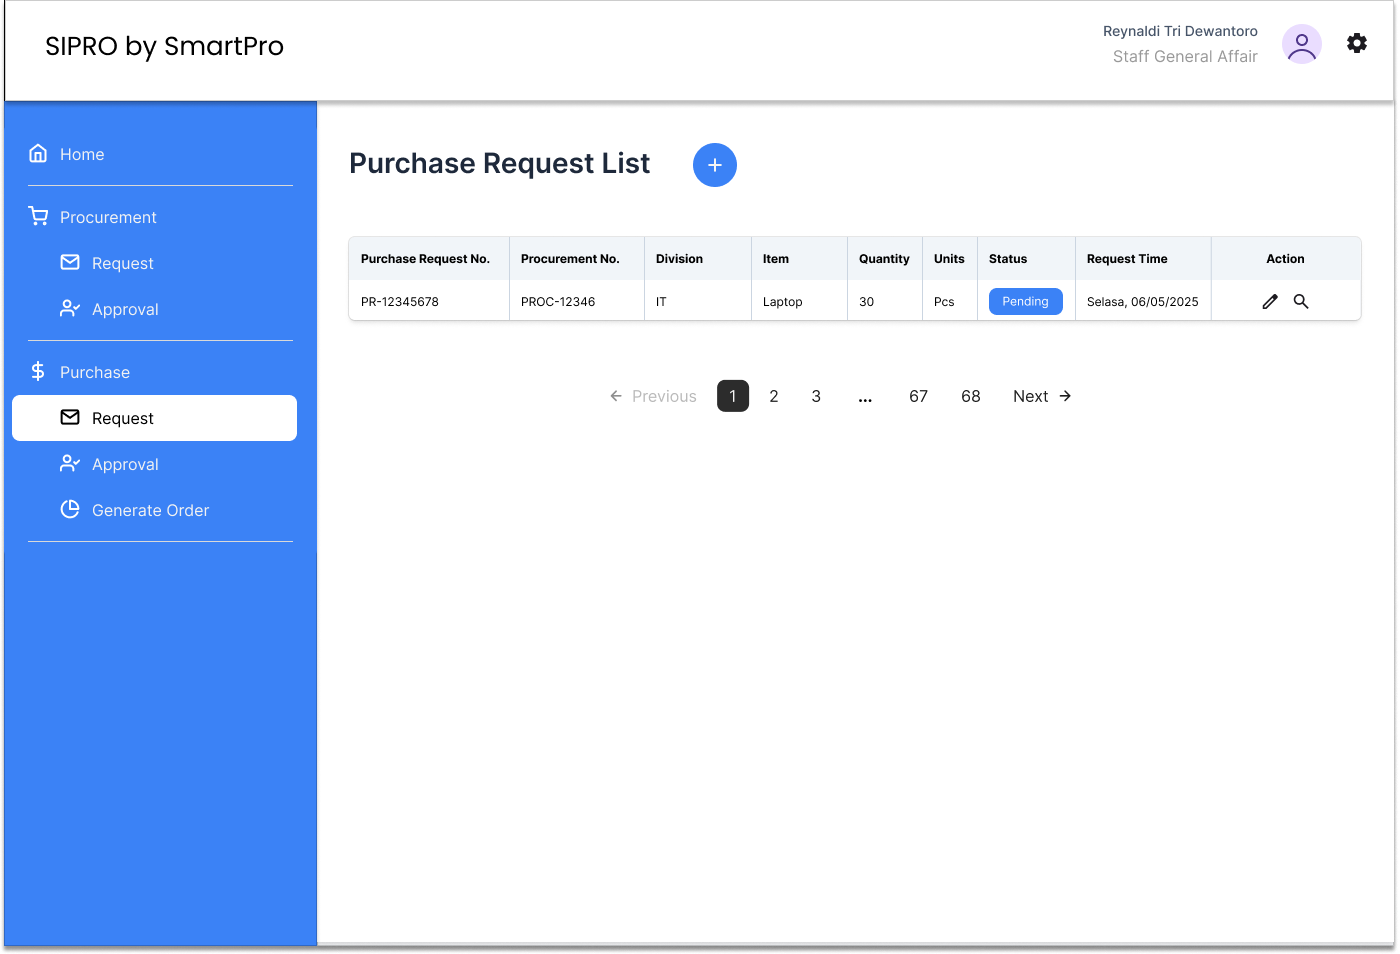 SIPRO by SmartPro
Reynaldi Tri Dewantoro
Staff General Affair
Home
Procurement
Request
Approval
Purchase
Request
Approval
Generate Order
Purchase Request List
+
Purchase Request No. Procurement No. Division Item Quantity Units Status Request Time Action
PR-12345678 PROC-12346 IT Laptop 30 Pcs Pending Selasa, 06/05/2025
← Previous 1 2 3 ... 67 68 Next →